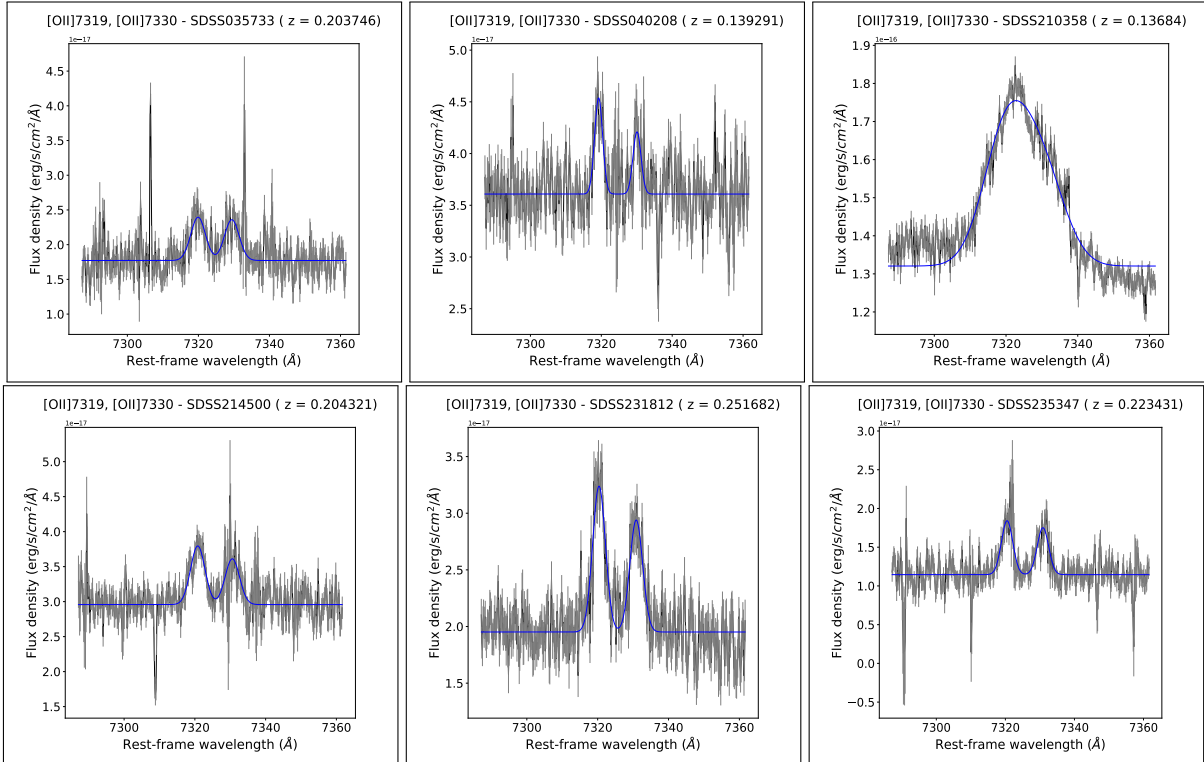 [OII]7319, [OII]7330 - SDSS035733 ( z = 0.203746)
1e−17
4.5
4.0
3.5
3.0
2.5
2.0
1.5
1.0
Flux density (erg/s/cm²/Å)
7300 7320 7340 7360
Rest-frame wavelength (Å)
[OII]7319, [OII]7330 - SDSS040208 ( z = 0.139291)
1e−17
5.0
4.5
4.0
3.5
3.0
2.5
Flux density (erg/s/cm²/Å)
7300 7320 7340 7360
Rest-frame wavelength (Å)
[OII]7319, [OII]7330 - SDSS210358 ( z = 0.13684)
1e−16
1.9
1.8
1.7
1.6
1.5
1.4
1.3
1.2
Flux density (erg/s/cm²/Å)
7300 7320 7340 7360
Rest-frame wavelength (Å)
[OII]7319, [OII]7330 - SDSS214500 ( z = 0.204321)
1e−17
5.0
4.5
4.0
3.5
3.0
2.5
2.0
1.5
Flux density (erg/s/cm²/Å)
7300 7320 7340 7360
Rest-frame wavelength (Å)
[OII]7319, [OII]7330 - SDSS231812 ( z = 0.251682)
1e−17
3.5
3.0
2.5
2.0
1.5
Flux density (erg/s/cm²/Å)
7300 7320 7340 7360
Rest-frame wavelength (Å)
[OII]7319, [OII]7330 - SDSS235347 ( z = 0.223431)
1e−17
3.0
2.5
2.0
1.5
1.0
0.5
0.0
−0.5
Flux density (erg/s/cm²/Å)
7300 7320 7340 7360
Rest-frame wavelength (Å)